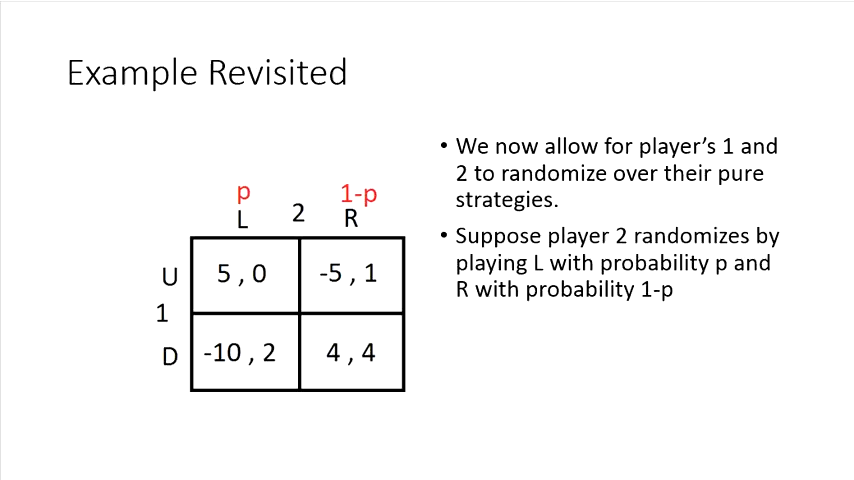 Example Revisited
• We now allow for player's 1 and
2 to randomize over their pure
strategies.
• Suppose player 2 randomizes by
playing L with probability p and
R with probability 1-p
p 1-p
L 2 R
U 5 , 0 -5 , 1
1
D -10 , 2 4 , 4